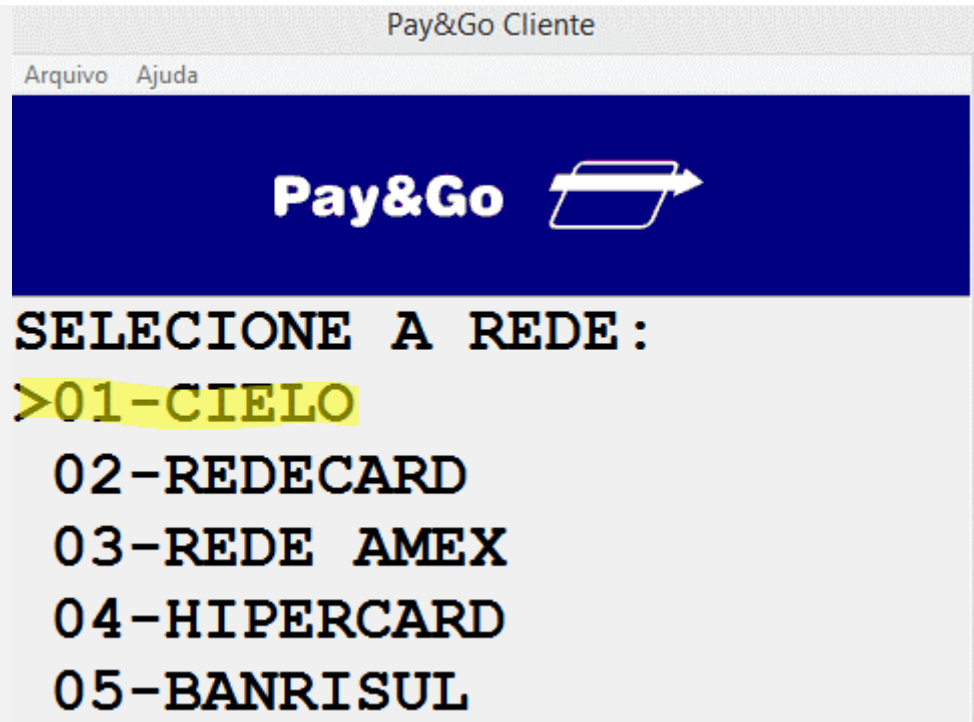 Pay&Go Cliente
Arquivo Ajuda
Pay&Go
SELECIONE A REDE:
>01-CIELO
02-REDECARD
03-REDE AMEX
04-HIPERCARD
05-BANRISUL